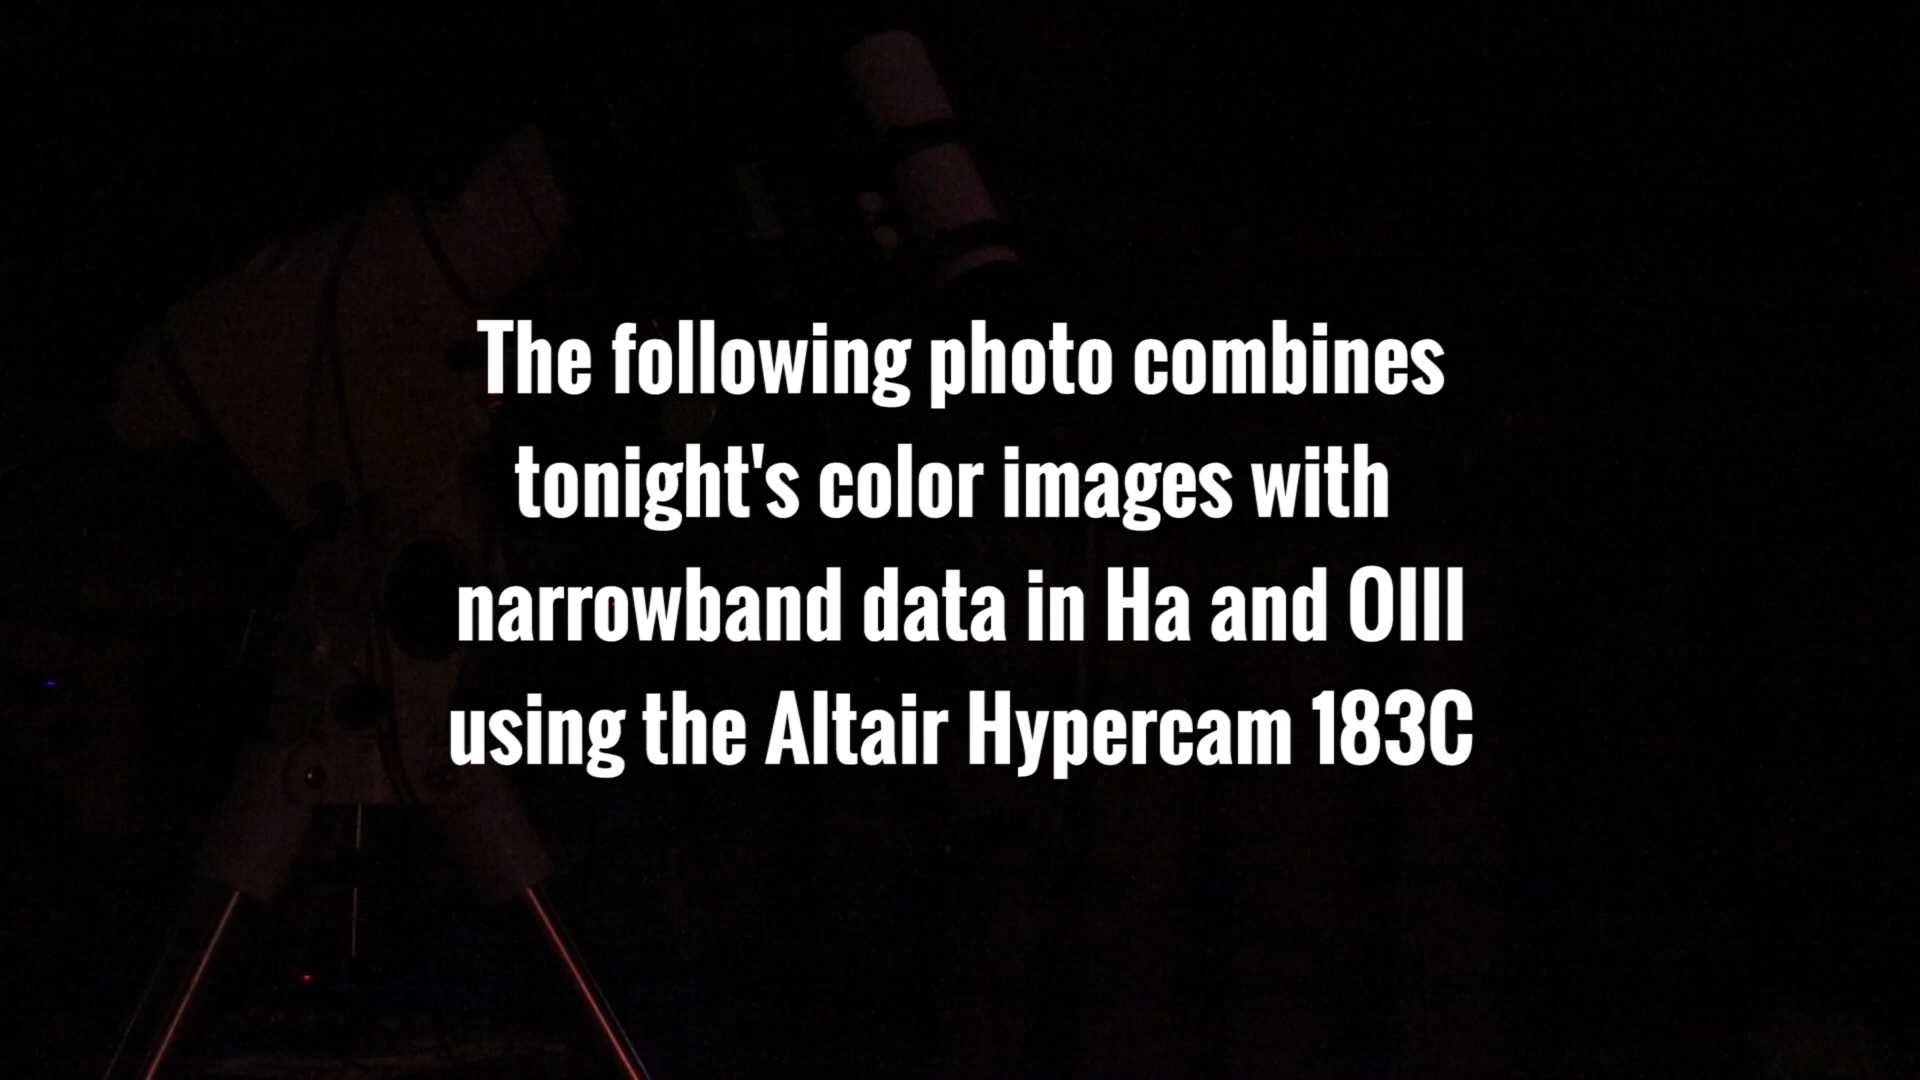 The following photo combines
tonight's color images with
narrowband data in Ha and OIII
using the Altair Hypercam 183C